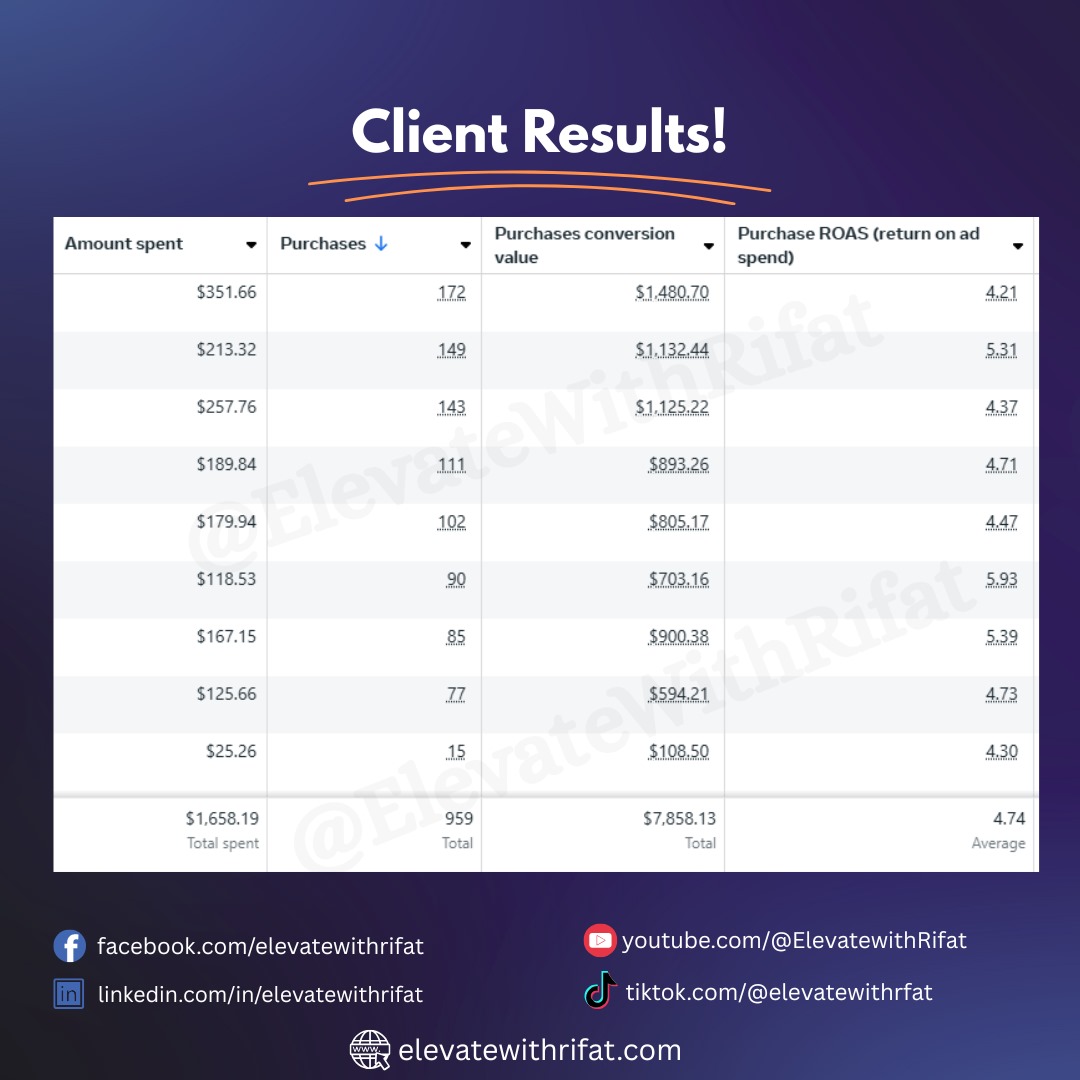 Client Results!
Amount spent Purchases ↓ Purchases conversion value Purchase ROAS (return on ad spend)
$351.66 172 $1,480.70 4.21
$213.32 149 $1,132.44 5.31
$257.76 143 $1,125.22 4.37
$189.84 111 $893.26 4.71
$179.94 102 $805.17 4.47
$118.53 90 $703.16 5.93
$167.15 85 $900.38 5.39
$125.66 77 $594.21 4.73
$25.26 15 $108.50 4.30
$1,658.19 959 $7,858.13 4.74
Total spent Total Total Average
@ElevateWithRifat
@ElevateWithRifat
facebook.com/elevatewithrifat
youtube.com/@ElevatewithRifat
in linkedin.com/in/elevatewithrifat
tiktok.com/@elevatewithrfat
www. elevatewithrifat.com